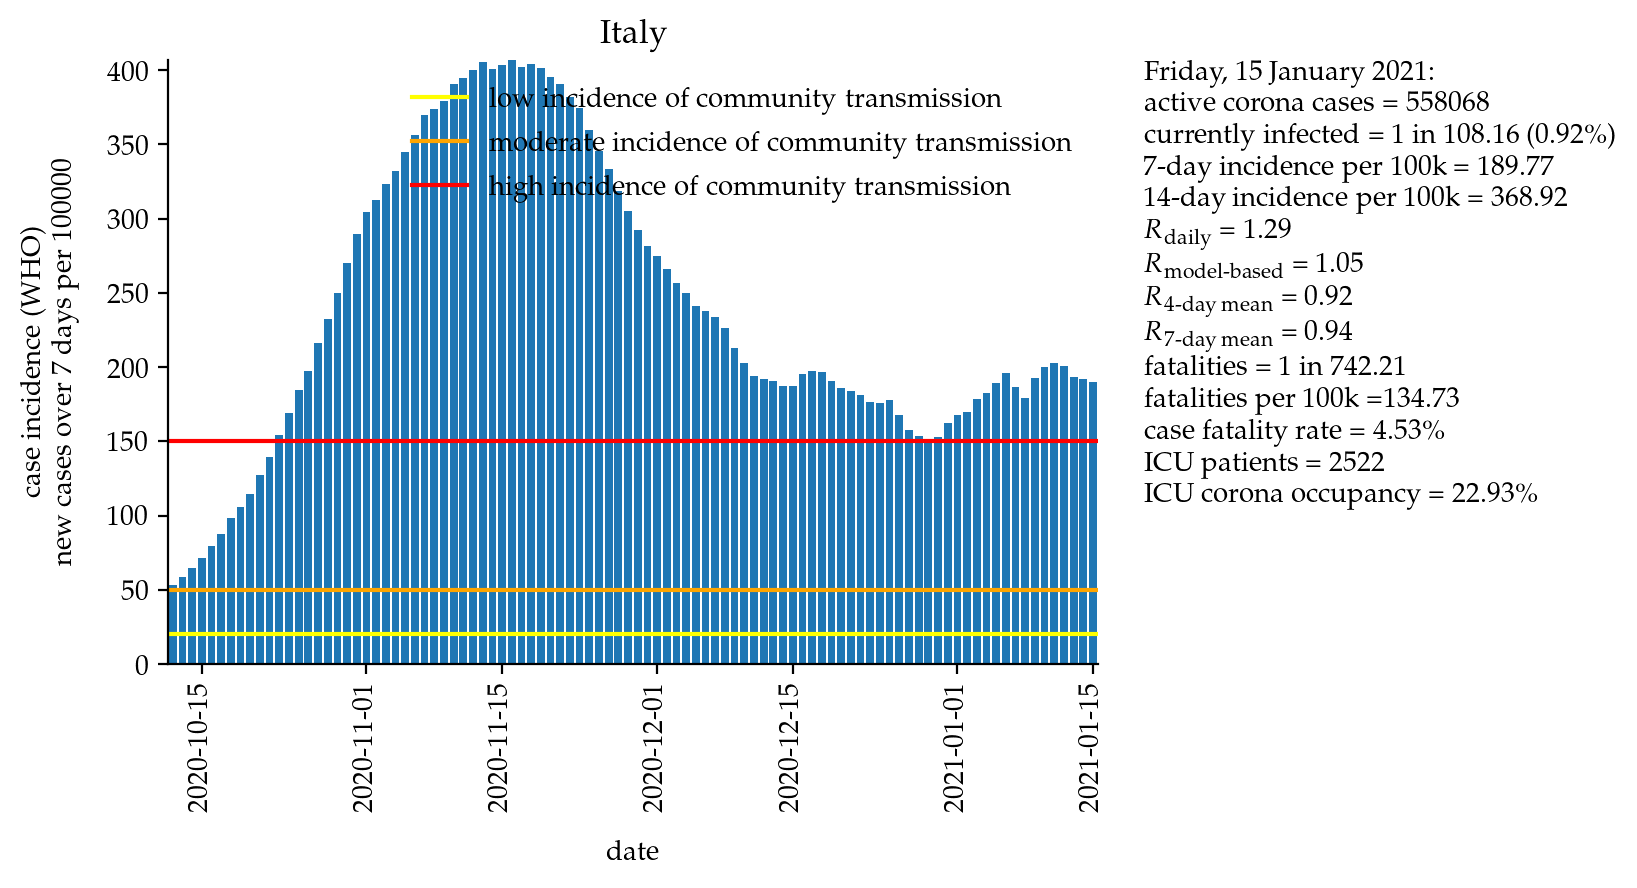 Italy
case incidence (WHO)
new cases over 7 days per 100000
400
350
300
250
200
150
100
50
0
low incidence of community transmission
moderate incidence of community transmission
high incidence of community transmission
2020-10-15
2020-11-01
2020-11-15
2020-12-01
2020-12-15
2021-01-01
2021-01-15
date
Friday, 15 January 2021:
active corona cases = 558068
currently infected = 1 in 108.16 (0.92%)
7-day incidence per 100k = 189.77
14-day incidence per 100k = 368.92
R daily = 1.29
R model-based = 1.05
R 4-day mean = 0.92
R 7-day mean = 0.94
fatalities = 1 in 742.21
fatalities per 100k =134.73
case fatality rate = 4.53%
ICU patients = 2522
ICU corona occupancy = 22.93%